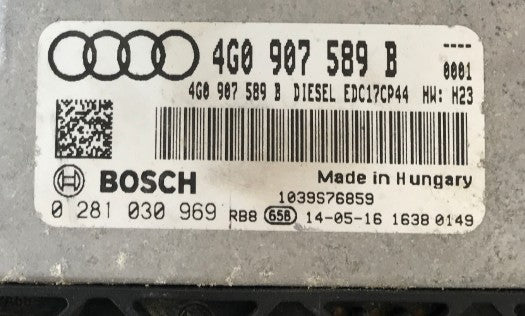 4G0 907 589 B ----
0001
4G0 907 589 B DIESEL EDC17CP44 HW: H23
Made in Hungary
BOSCH
1039S76859
0 281 030 969 RB8 65B 14-05-16 1638 0149